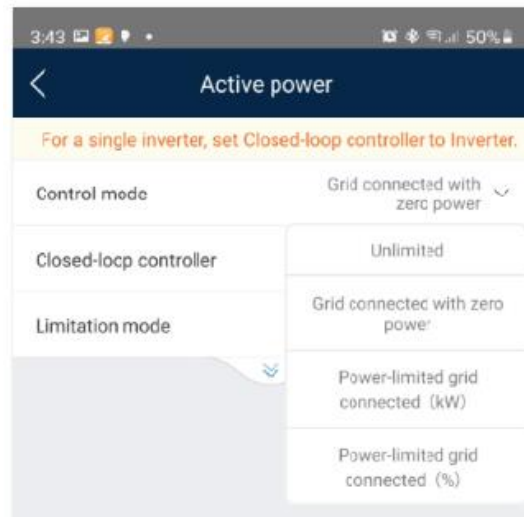 3:43 50%
Active power
For a single inverter, set Closed-loop controller to Inverter.
Control mode
Grid connected with
zero power
Closed-loop controller
Limitation mode
Unlimited
Grid connected with zero
power
Power-limited grid
connected (kW)
Power-limited grid
connected (%)